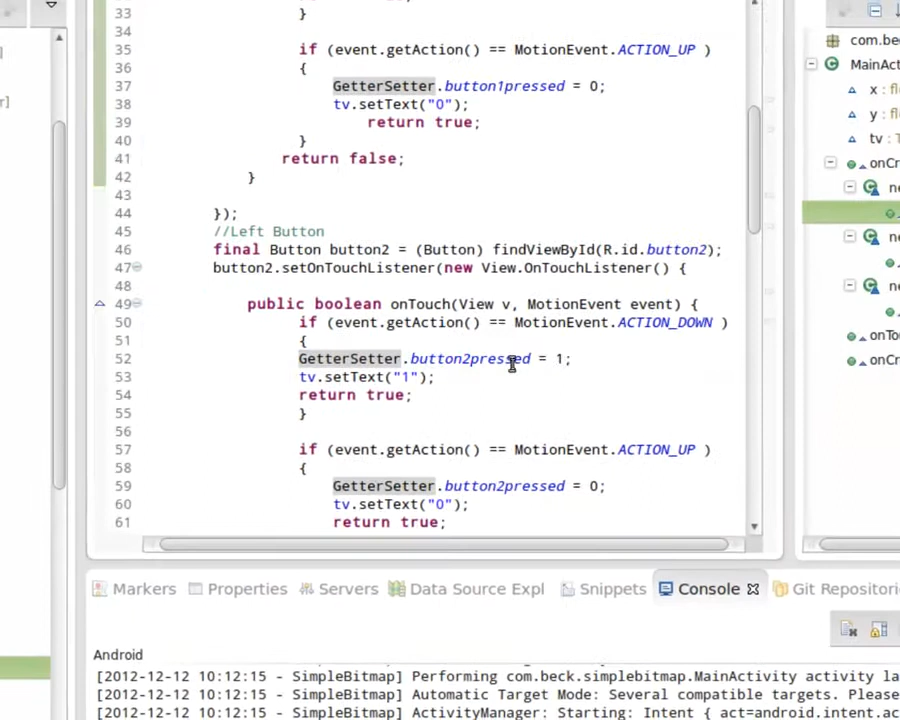 33 }
34
35 if (event.getAction() == MotionEvent.ACTION_UP )
36 {
37 GetterSetter.button1pressed = 0;
38 tv.setText("0");
39 return true;
40 }
41 return false;
42 }
43
44 });
45 //Left Button
46 final Button button2 = (Button) findViewById(R.id.button2);
47 button2.setOnTouchListener(new View.OnTouchListener() {
48
49 public boolean onTouch(View v, MotionEvent event) {
50 if (event.getAction() == MotionEvent.ACTION_DOWN )
51 {
52 GetterSetter.button2pressed = 1;
53 tv.setText("1");
54 return true;
55 }
56
57 if (event.getAction() == MotionEvent.ACTION_UP )
58 {
59 GetterSetter.button2pressed = 0;
60 tv.setText("0");
61 return true;
com.be
MainAct
x : fl
y : fl
tv : T
onCr
ne
ne
ne
onTo
onCr
Markers Properties Servers Data Source Expl Snippets Console Git Repositori
Android
[2012-12-12 10:12:15 - SimpleBitmap] Performing com.beck.simplebitmap.MainActivity activity la
[2012-12-12 10:12:15 - SimpleBitmap] Automatic Target Mode: Several compatible targets. Please
[2012-12-12 10:12:15 - SimpleBitmap] ActivityManager: Starting: Intent { act=android.intent.ac